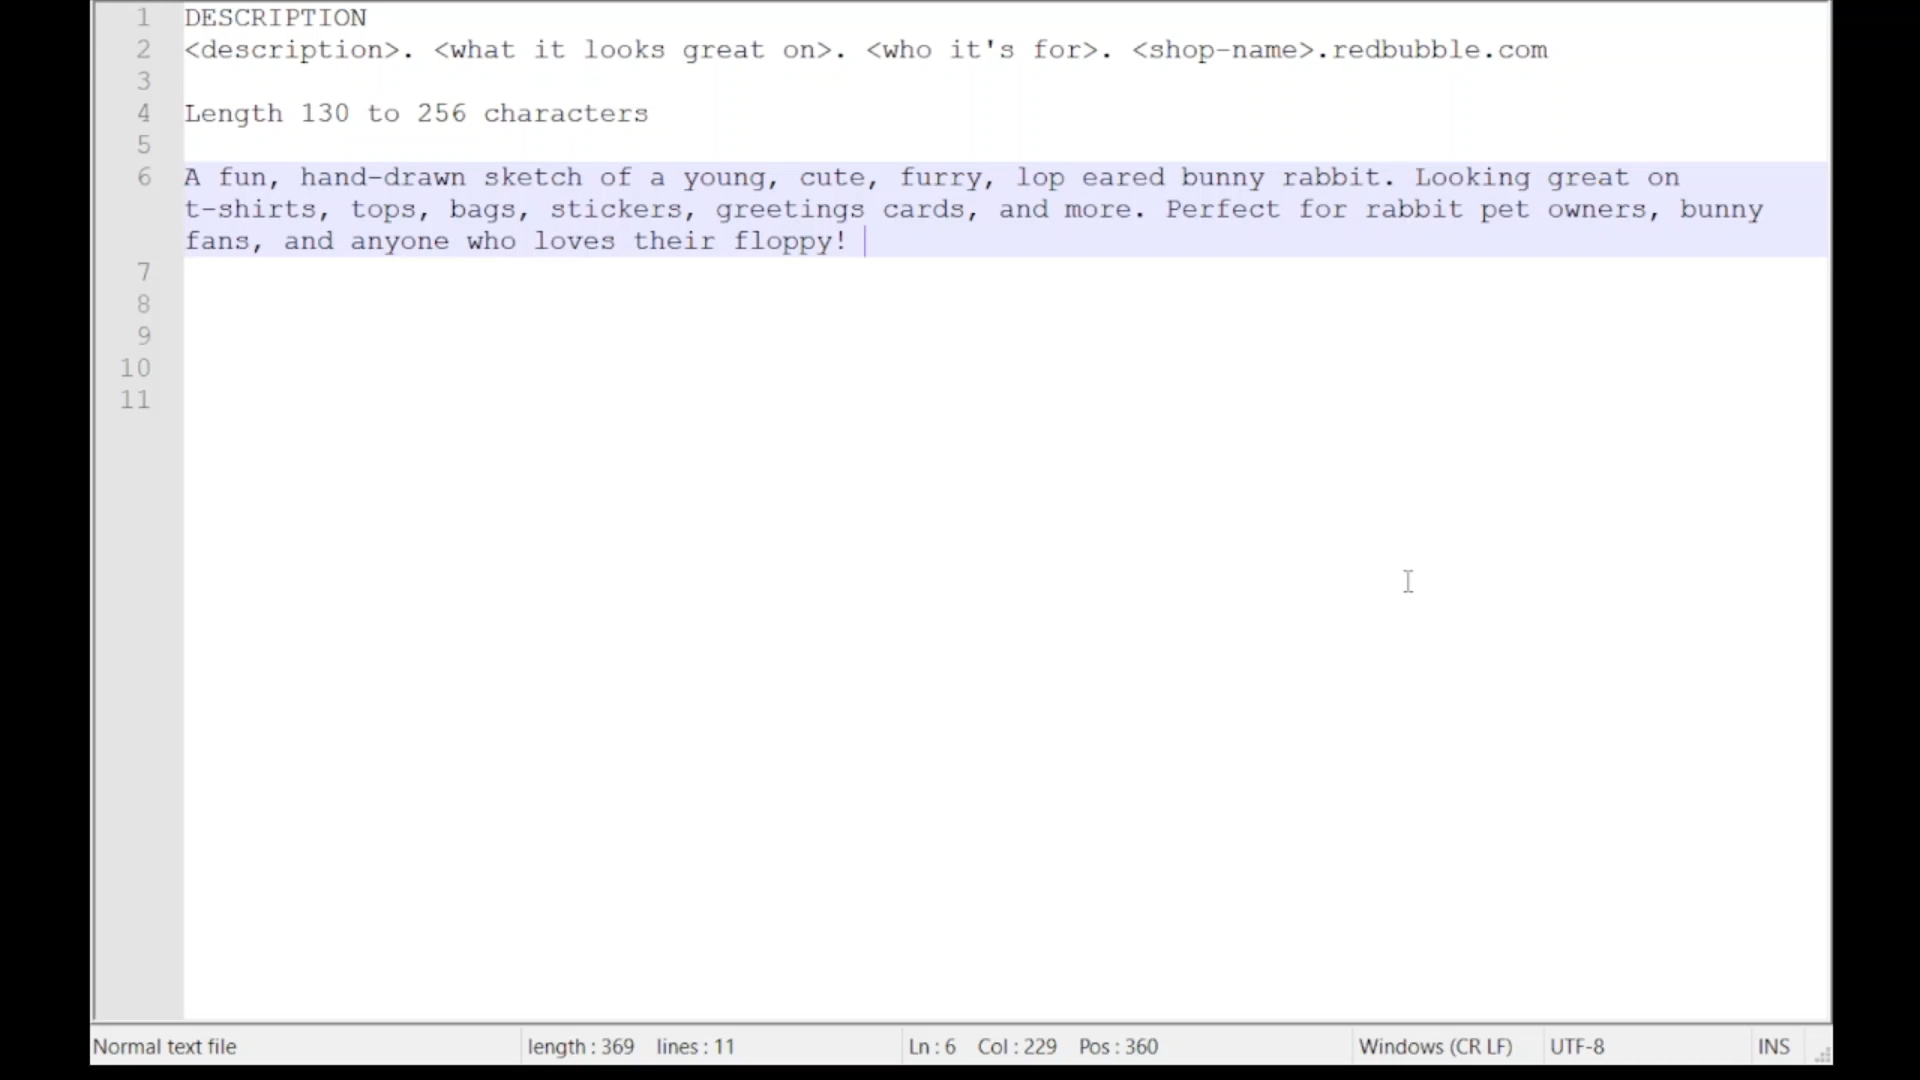 1 DESCRIPTION
2 <description>. <what it looks great on>. <who it's for>. <shop-name>.redbubble.com
3
4 Length 130 to 256 characters
5
6 A fun, hand-drawn sketch of a young, cute, furry, lop eared bunny rabbit. Looking great on
t-shirts, tops, bags, stickers, greetings cards, and more. Perfect for rabbit pet owners, bunny
fans, and anyone who loves their floppy!
7
8
9
10
11
Normal text file length : 369 lines : 11 Ln : 6 Col : 229 Pos : 360 Windows (CR LF) UTF-8 INS